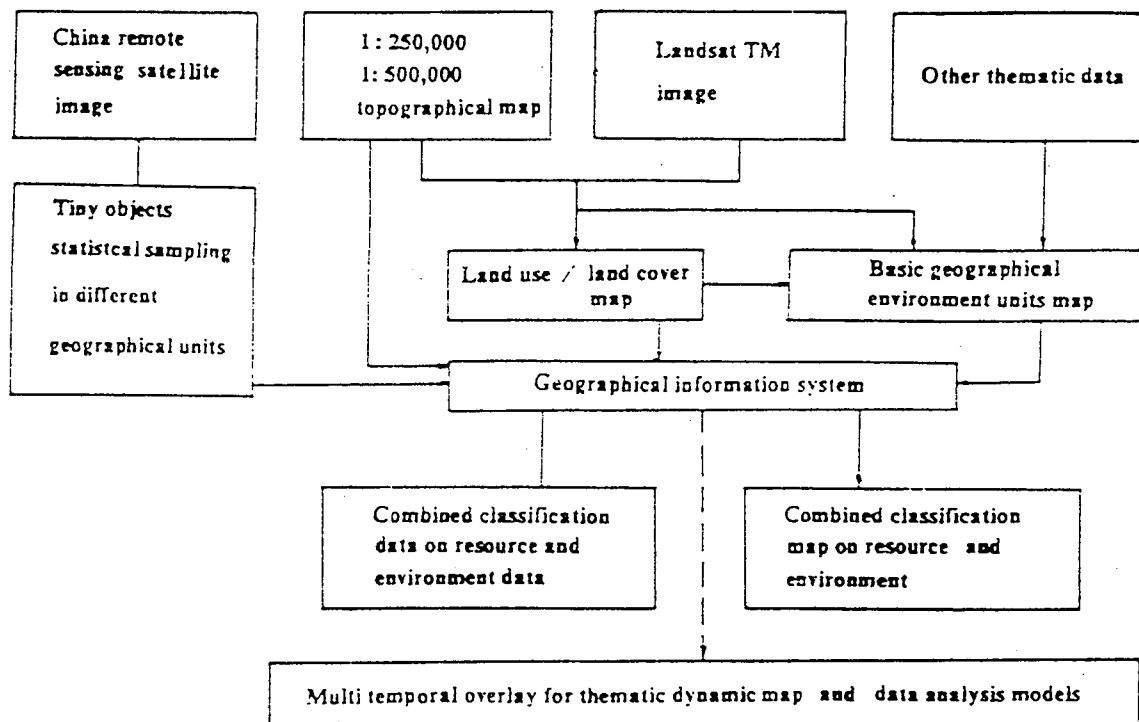 China remote
sensing satellite
image
1: 250,000
1: 500,000
topographical map
Landsat TM
image
Other thematic data
Tiny objects
statistcal sampling
in different
geographical units
Land use / land cover
map
Basic geographical
environment units map
Geographical information system
Combined classification
data on resource and
environment data
Combined classification
map on resource and
environment
Multi temporal overlay for thematic dynamic map and data analysis models